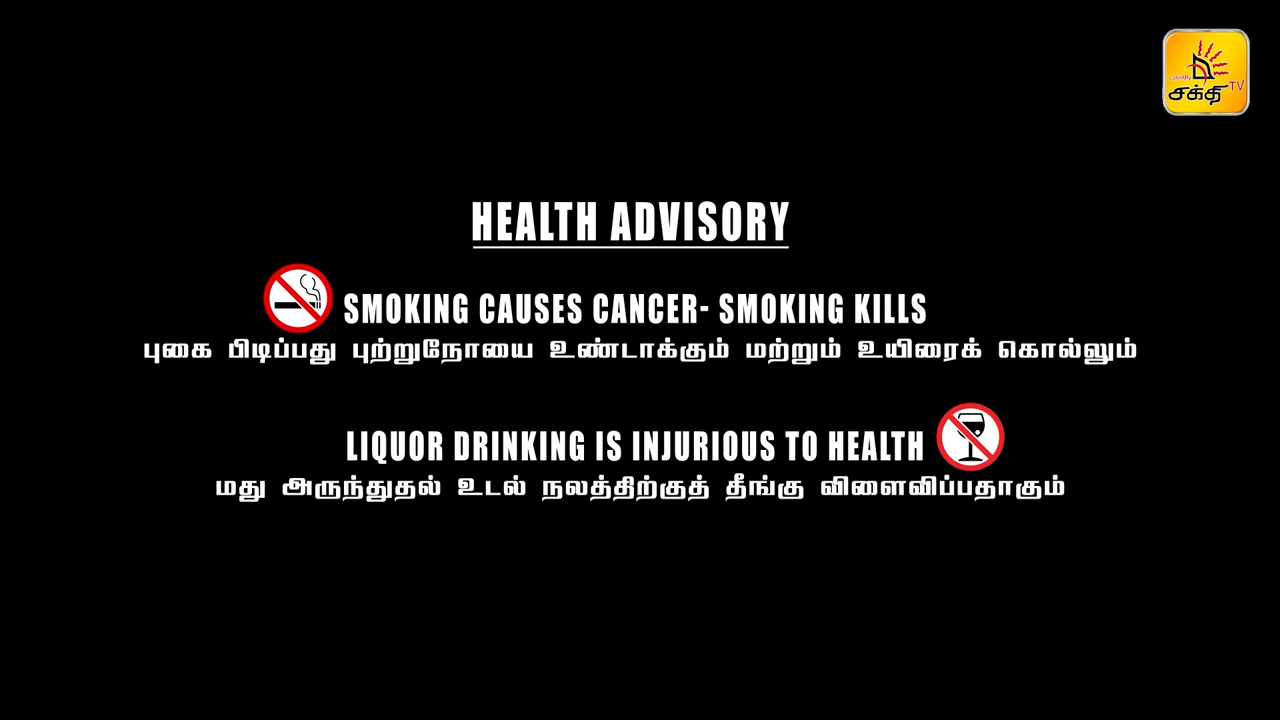 Shakthi
சக்தி TV
HEALTH ADVISORY
SMOKING CAUSES CANCER- SMOKING KILLS
புகை பிடிப்பது புற்றுநோயை உண்டாக்கும் மற்றும் உயிரைக் கொல்லும்
LIQUOR DRINKING IS INJURIOUS TO HEALTH
மது அருந்துதல் உடல் நலத்திற்குத் தீங்கு விளைவிப்பதாகும்